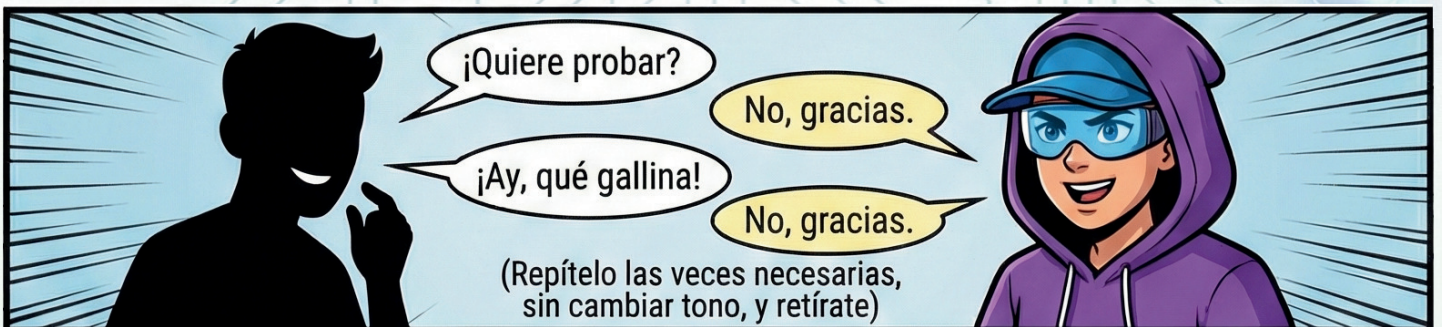 ¡Quiere probar?
No, gracias.
¡Ay, qué gallina!
No, gracias.
(Repítelo las veces necesarias,
sin cambiar tono, y retírate)